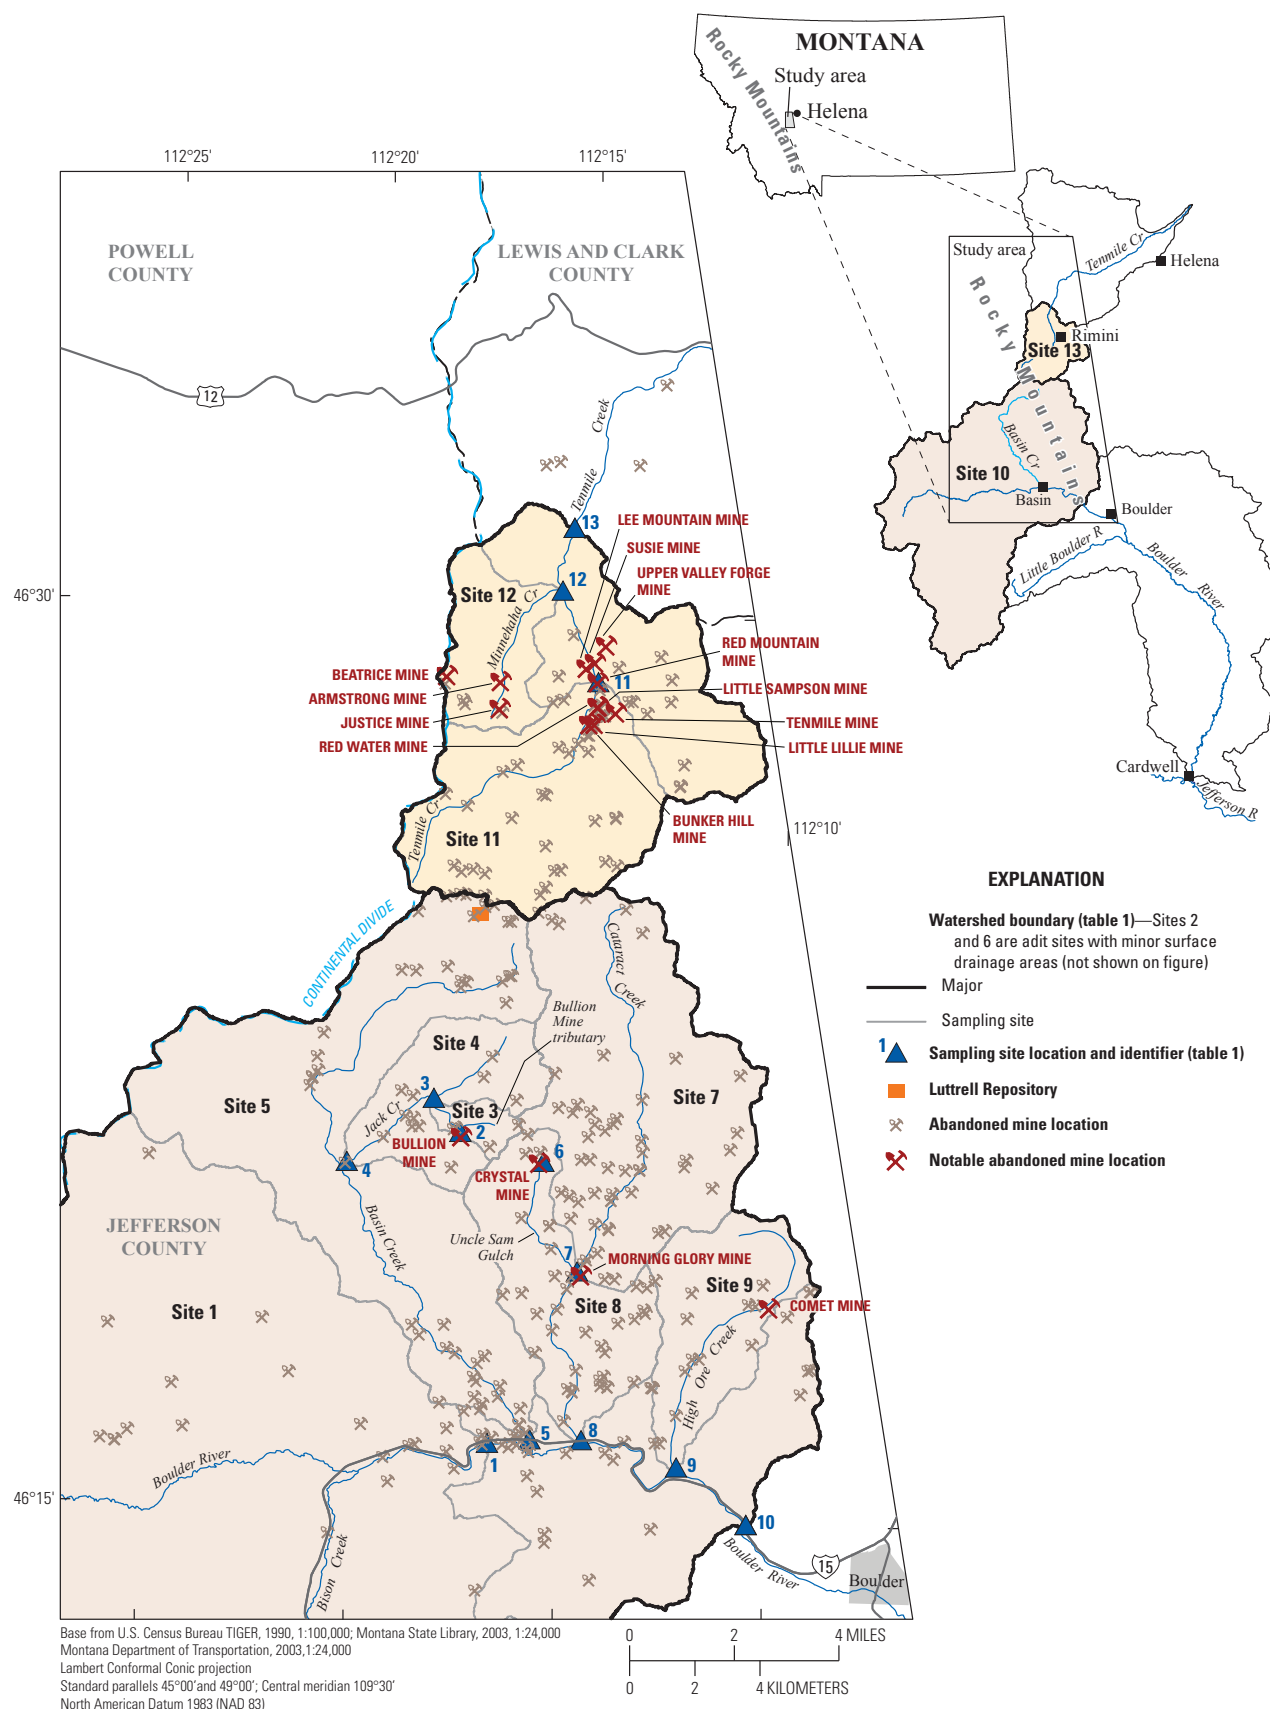 MONTANA
Study area
Helena
Rocky Mountains
112°25'
112°20'
112°15'
POWELL
COUNTY
LEWIS AND CLARK
COUNTY
12
Study area
Tenmile Cr
Helena
Rocky Mountains
Rimini
Site 13
Basin Cr
Site 10
Basin
Boulder
Little Boulder R
Boulder River
Cardwell
Jefferson R
Tenmile Creek
13
LEE MOUNTAIN MINE
SUSIE MINE
UPPER VALLEY FORGE
MINE
12
46°30'
Site 12
Minnehaha Cr
RED MOUNTAIN
MINE
BEATRICE MINE
11
LITTLE SAMPSON MINE
ARMSTRONG MINE
JUSTICE MINE
TENMILE MINE
RED WATER MINE
LITTLE LILLIE MINE
BUNKER HILL
MINE
112°10'
Tenmile Cr
Site 11
CONTINENTAL DIVIDE
Cataract Creek
Bullion
Mine
tributary
Site 4
3
Site 5
Site 3
Site 7
Jack Cr
2
BULLION
MINE
6
4
CRYSTAL
MINE
JEFFERSON
COUNTY
Basin Creek
Uncle Sam
Gulch
7
MORNING GLORY MINE
Site 9
Site 1
Site 8
COMET MINE
High Ore Creek
5
8
1
9
Boulder River
46°15'
10
Boulder River
15
Boulder
Bison Creek
EXPLANATION
Watershed boundary (table 1)—Sites 2
and 6 are adit sites with minor surface
drainage areas (not shown on figure)
Major
Sampling site
1
Sampling site location and identifier (table 1)
Luttrell Repository
Abandoned mine location
Notable abandoned mine location
Base from U.S. Census Bureau TIGER, 1990, 1:100,000; Montana State Library, 2003, 1:24,000
Montana Department of Transportation, 2003,1:24,000
Lambert Conformal Conic projection
Standard parallels 45°00'and 49°00'; Central meridian 109°30'
North American Datum 1983 (NAD 83)
0 2 4 MILES
0 2 4 KILOMETERS